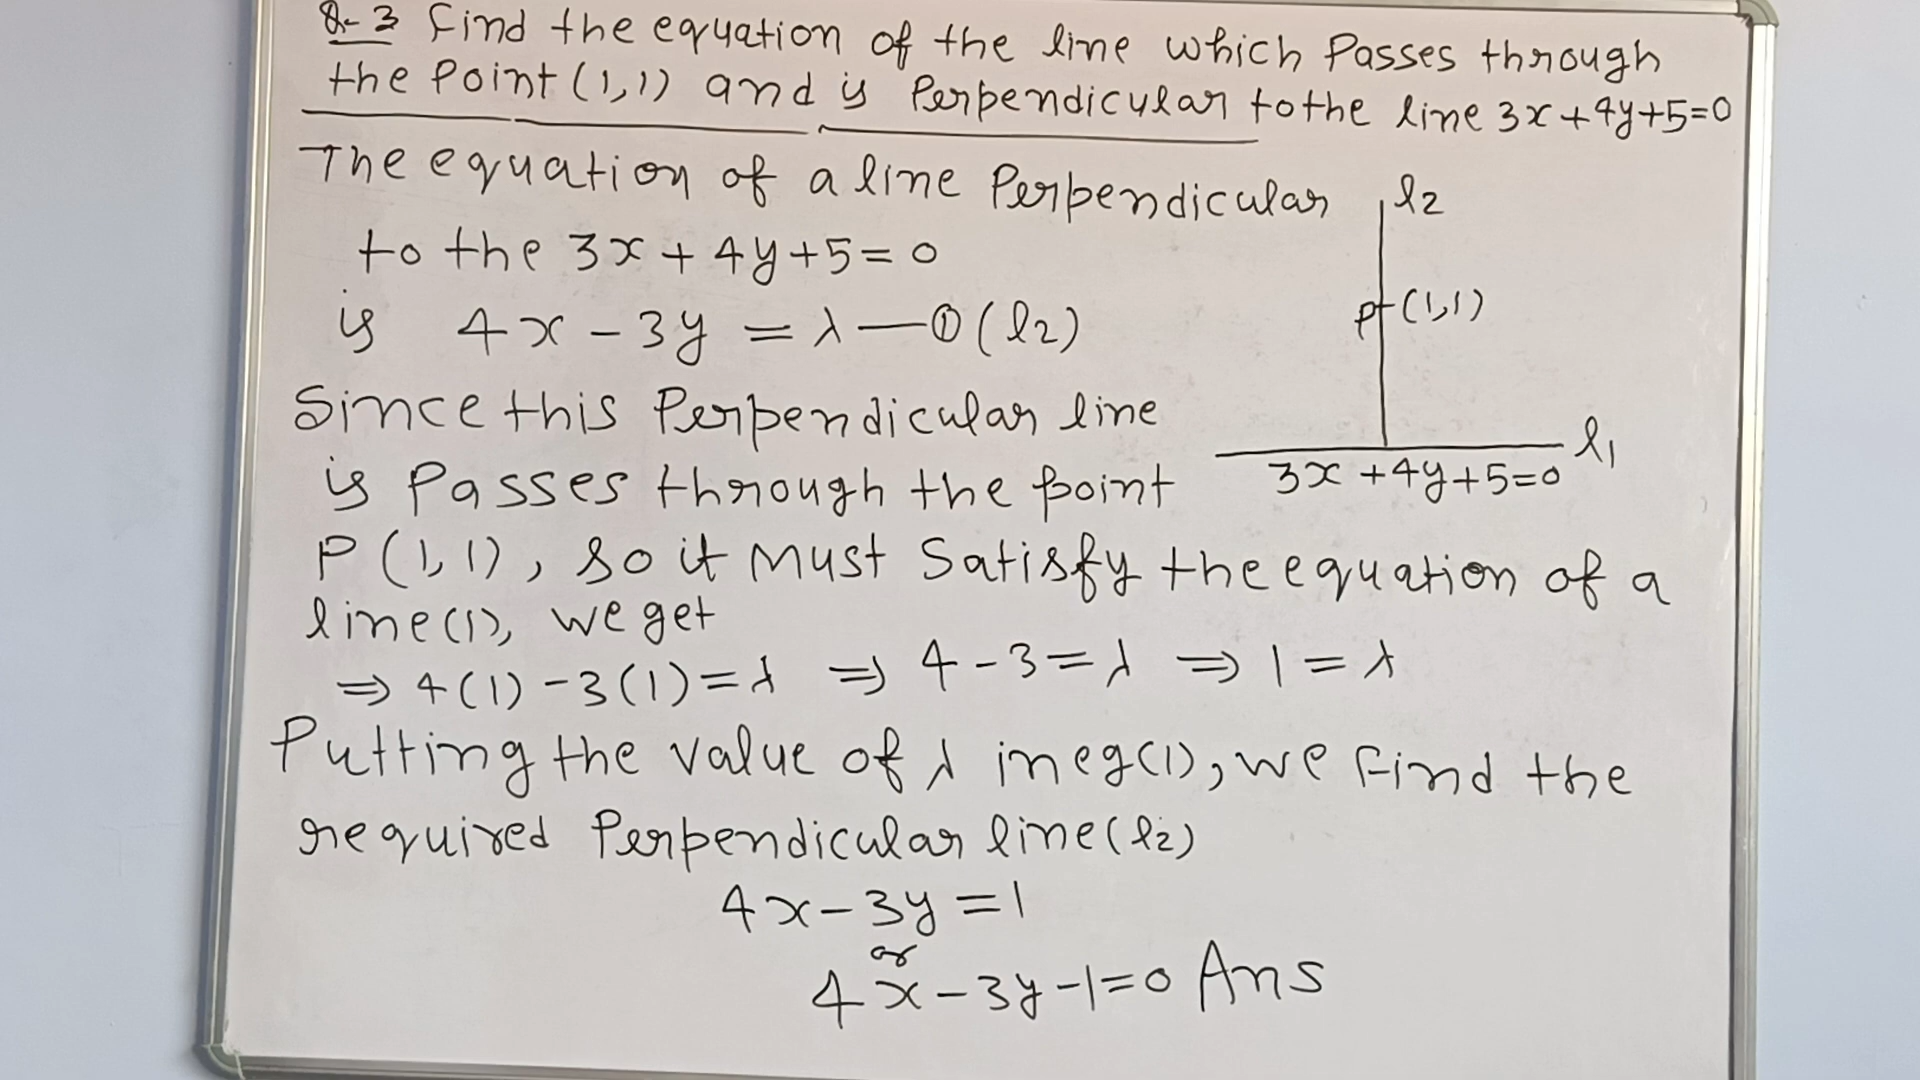 Q-3 Find the equation of the line which Passes through
the Point (1,1) and is Perpendicular to the line 3x+4y+5=0
The equation of a line Perpendicular
to the 3x+4y+5=0
is 4x-3y=λ—①(l2)
l2
P (1,1)
l1
3x+4y+5=0
Since this Perpendicular line
is Passes through the point
P(1,1), so it must Satisfy the equation of a
line(1), we get
⇒ 4(1)-3(1)=λ ⇒ 4-3=λ ⇒ 1=λ
Putting the value of λ in eq(1), we Find the
required Perpendicular line(l2)
4x-3y=1
or
4x-3y-1=0 Ans